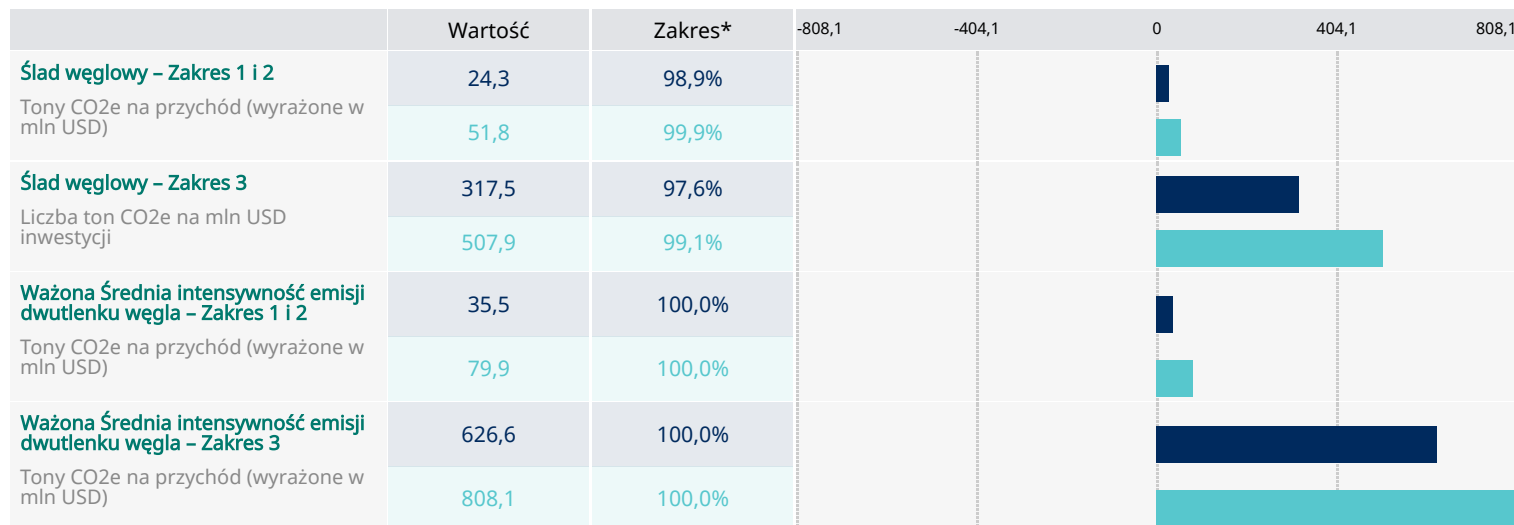 Wartość Zakres* -808,1 -404,1 0 404,1 808,1
Ślad węglowy – Zakres 1 i 2
24,3 98,9%
Tony CO2e na przychód (wyrażone w
mln USD)
51,8 99,9%
Ślad węglowy – Zakres 3
317,5 97,6%
Liczba ton CO2e na mln USD
inwestycji
507,9 99,1%
Ważona Średnia intensywność emisji
dwutlenku węgla – Zakres 1 i 2
35,5 100,0%
Tony CO2e na przychód (wyrażone w
mln USD)
79,9 100,0%
Ważona Średnia intensywność emisji
dwutlenku węgla – Zakres 3
626,6 100,0%
Tony CO2e na przychód (wyrażone w
mln USD)
808,1 100,0%